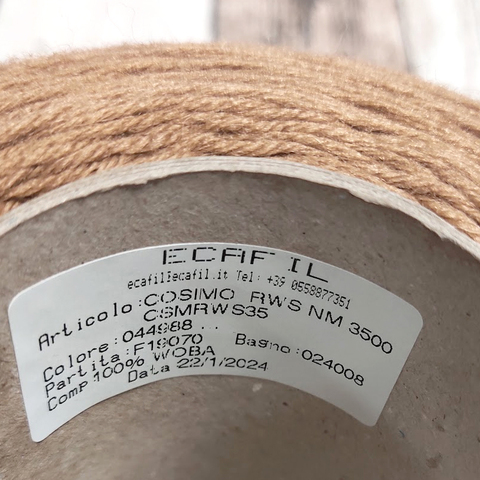 ECAFIL
ecafil@ecafil.it Tel: +39 0558877351
Articolo:COSIMO RWS NM 3500
CSMRWS35
Colore:044988 ..
Partita:F19070 Bagno:024008
Comp 100% WOBA
Data 22/1/2024